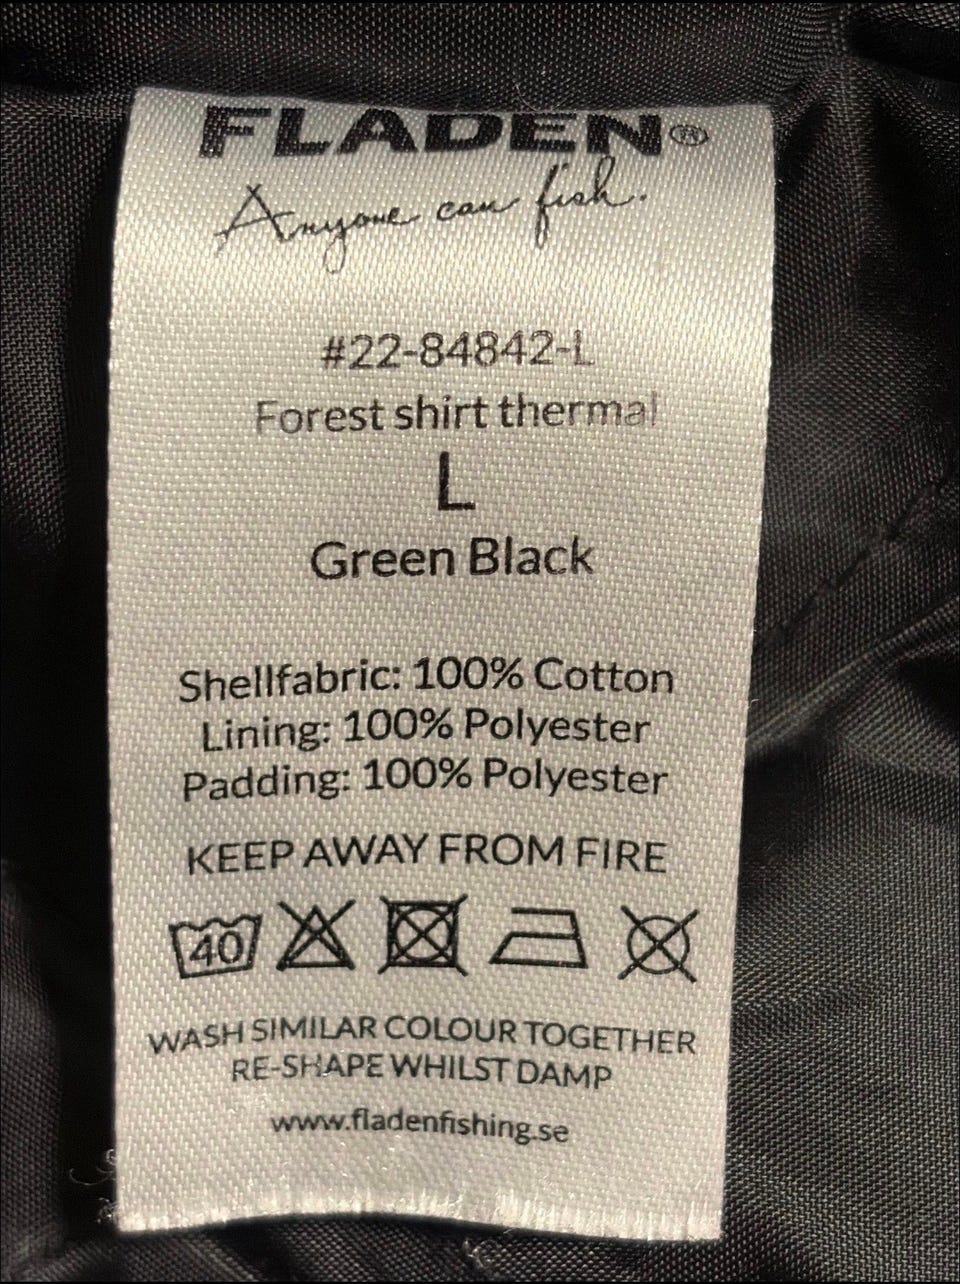 FLADEN®
Anyone can fish.
#22-84842-L
Forest shirt thermal
L
Green Black
Shellfabric: 100% Cotton
Lining: 100% Polyester
Padding: 100% Polyester
KEEP AWAY FROM FIRE
40
WASH SIMILAR COLOUR TOGETHER
RE-SHAPE WHILST DAMP
www.fladenfishing.se